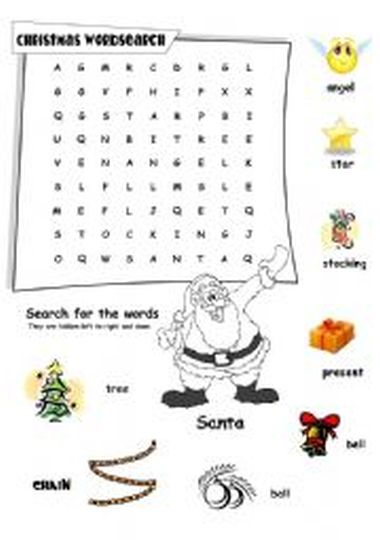 CHRISTMAS WORDSEARCH
A G M R C D R G L
Q G S T A R P B I
U Q N B I T R E E
V E N A N G E L K
S L F L L M S L E
M E F L J Q E T Q
S T O C K I N G J
O Q W S A N T A Q
angel
star
stocking
Search for the words
They are hidden left to right and down
present
tree
Santa
bell
CHAIN
ball